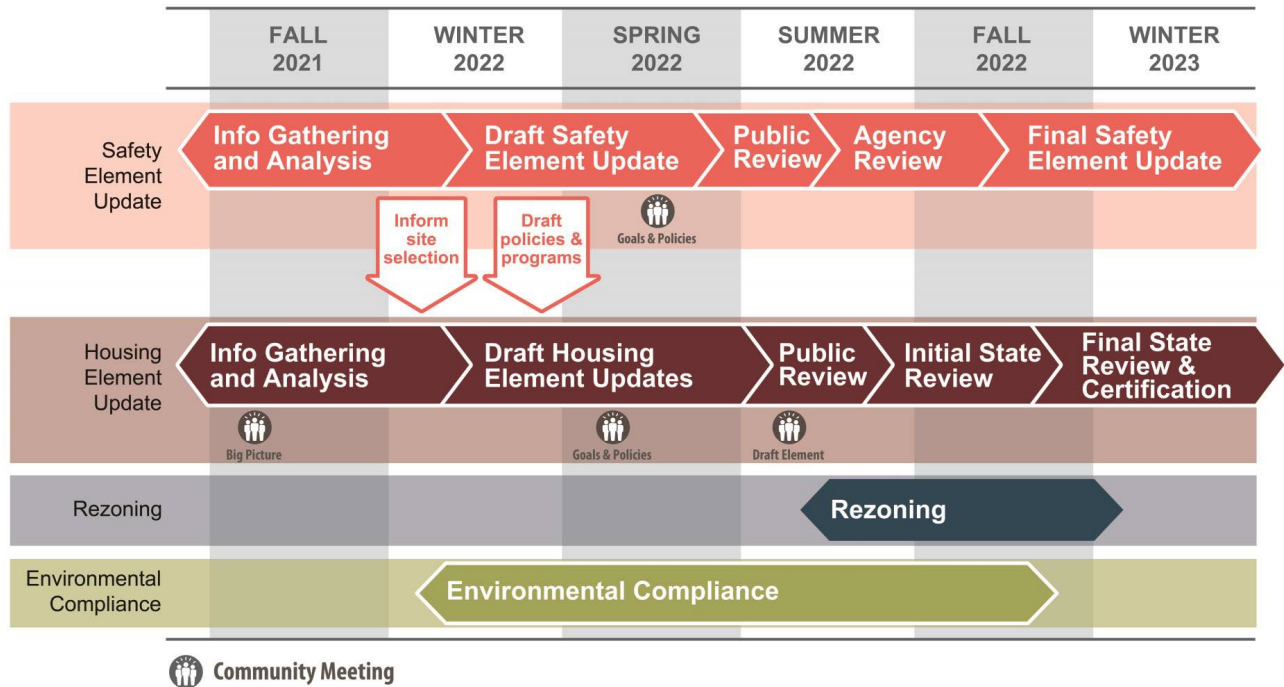 FALL
2021
WINTER
2022
SPRING
2022
SUMMER
2022
FALL
2022
WINTER
2023
Safety
Element
Update
Info Gathering
and Analysis
Draft Safety
Element Update
Public
Review
Agency
Review
Final Safety
Element Update
Inform
site
selection
Draft
policies &
programs
Goals & Policies
Housing
Element
Update
Info Gathering
and Analysis
Draft Housing
Element Updates
Public
Review
Initial State
Review
Final State
Review &
Certification
Big Picture
Goals & Policies
Draft Element
Rezoning
Rezoning
Environmental
Compliance
Environmental Compliance
Community Meeting